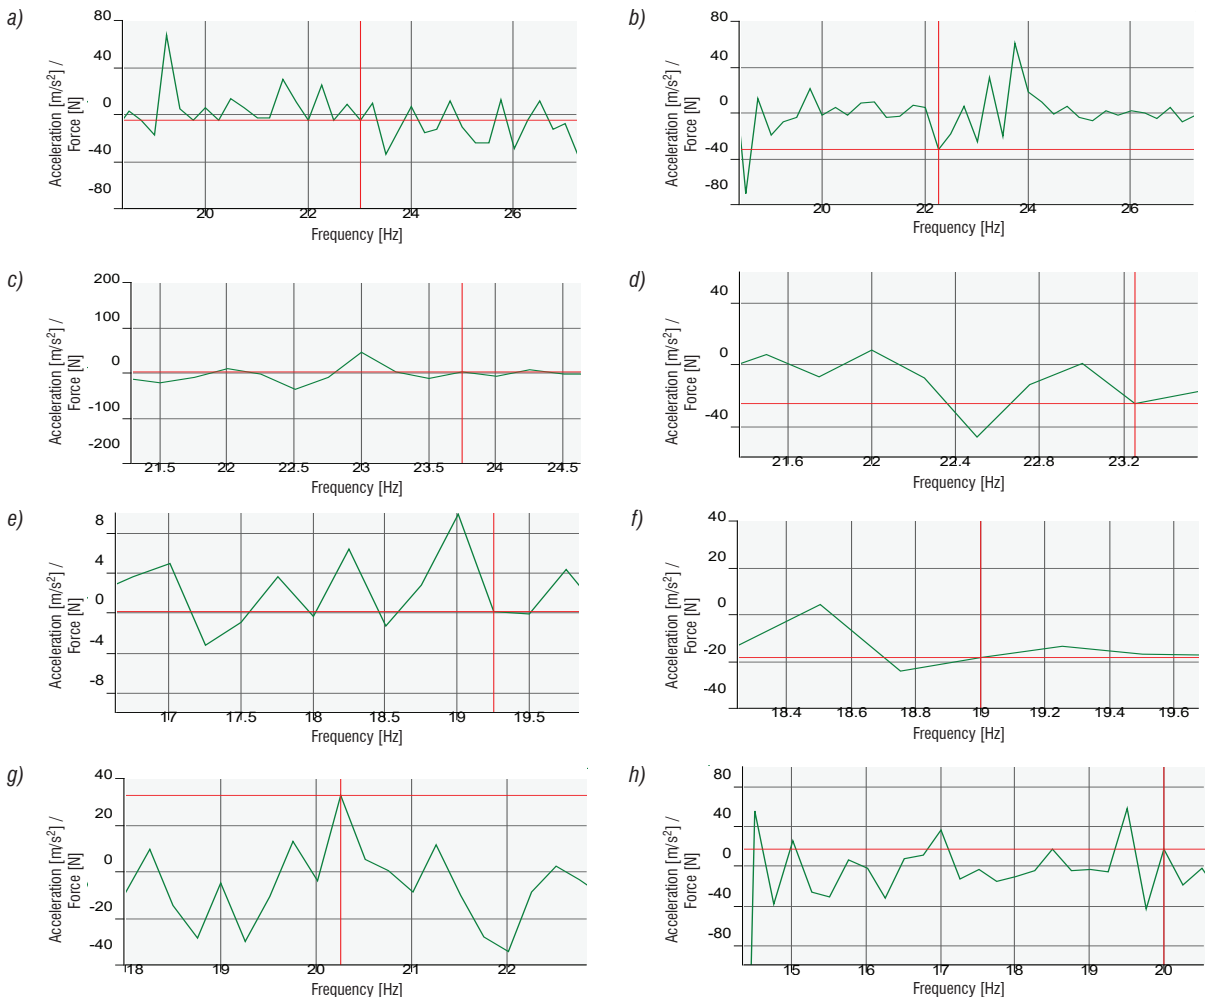 a)
80
40
0
-40
-80
Acceleration [m/s²] /
Force [N]
20 22 24 26
Frequency [Hz]
b)
80
40
0
-40
-80
Acceleration [m/s²] /
Force [N]
20 22 24 26
Frequency [Hz]
c)
200
100
0
-100
-200
Acceleration [m/s²] /
Force [N]
21.5 22 22.5 23 23.5 24 24.5
Frequency [Hz]
d)
40
0
-40
Acceleration [m/s²] /
Force [N]
21.6 22 22.4 22.8 23.2
Frequency [Hz]
e)
8
4
0
-4
-8
Acceleration [m/s²] /
Force [N]
17 17.5 18 18.5 19 19.5
Frequency [Hz]
f)
40
20
0
-20
-40
Acceleration [m/s²] /
Force [N]
18.4 18.6 18.8 19 19.2 19.4 19.6
Frequency [Hz]
g)
40
20
0
-20
-40
Acceleration [m/s²] /
Force [N]
18 19 20 21 22
Frequency [Hz]
h)
80
40
0
-40
-80
Acceleration [m/s²] /
Force [N]
15 16 17 18 19 20
Frequency [Hz]